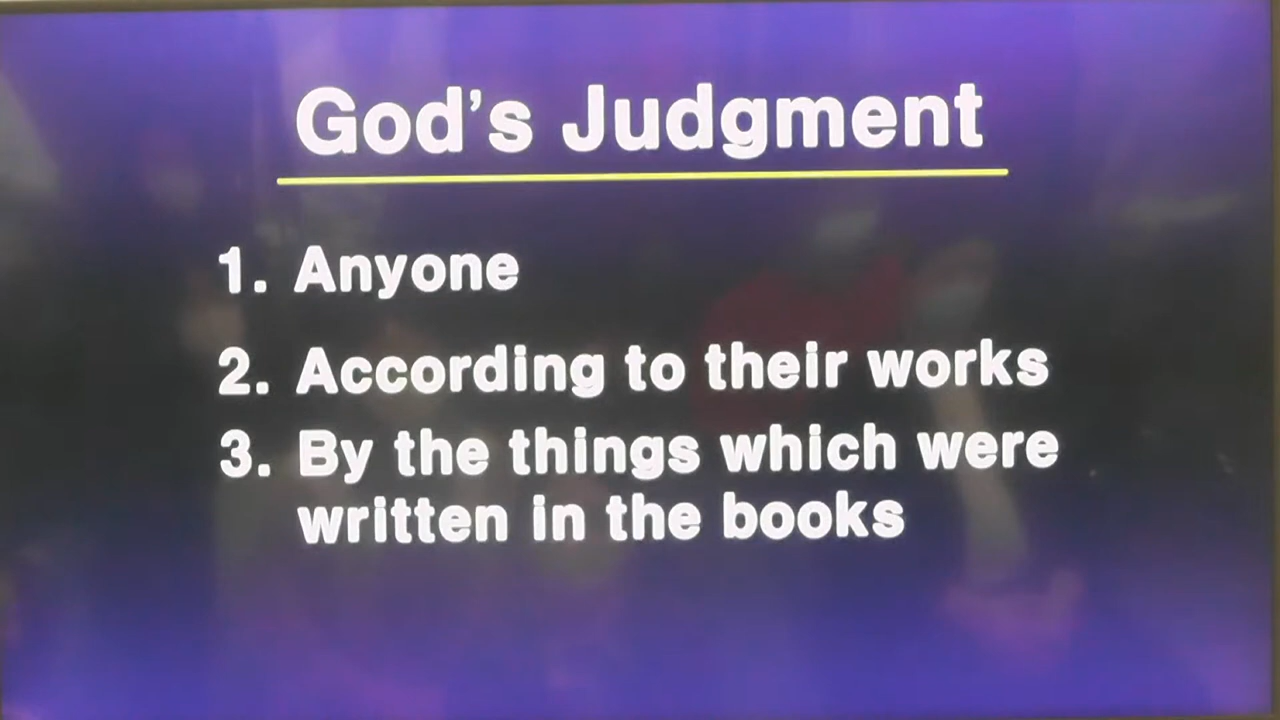 God's Judgment
1. Anyone
2. According to their works
3. By the things which were
written in the books